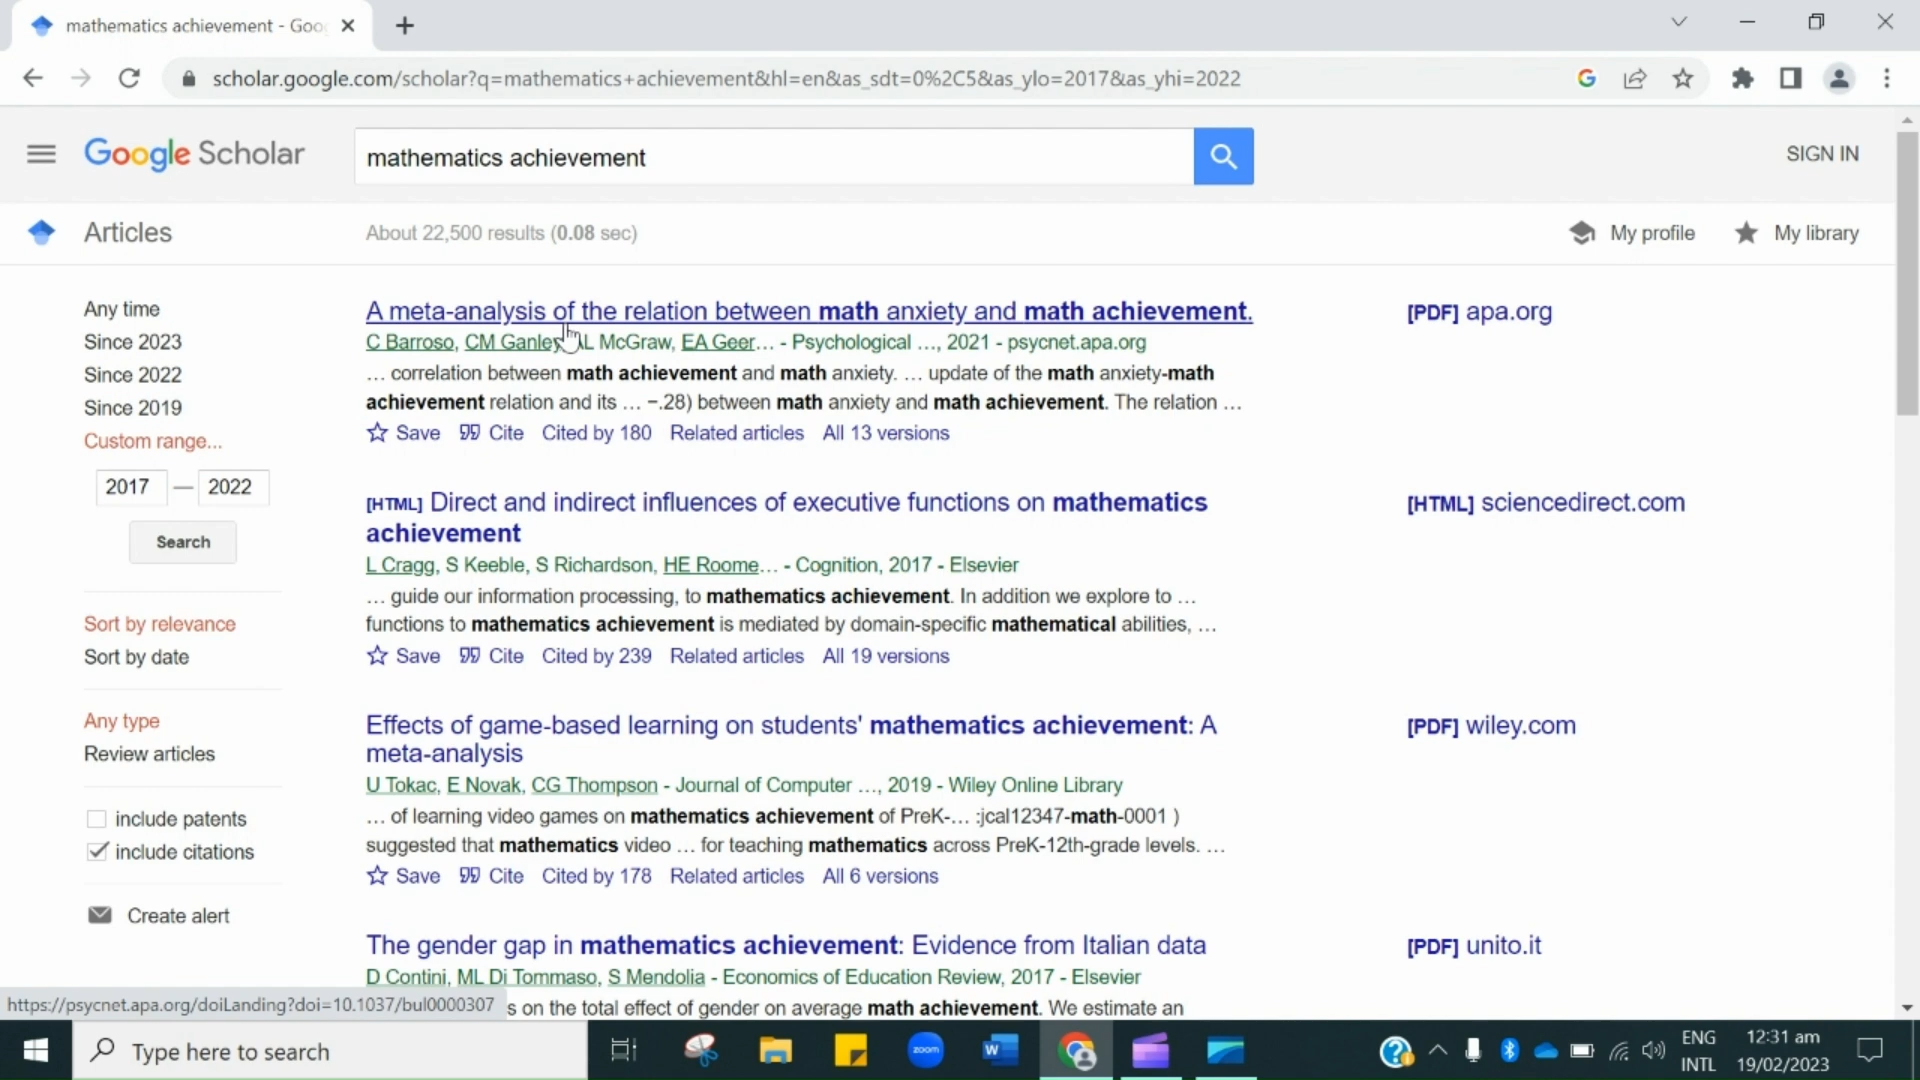 mathematics achievement - Goo
scholar.google.com/scholar?q=mathematics+achievement&hl=en&as_sdt=0%2C5&as_ylo=2017&as_yhi=2022
Google Scholar
mathematics achievement
SIGN IN
Articles
About 22,500 results (0.08 sec)
My profile
My library
Any time
Since 2023
Since 2022
Since 2019
Custom range...
2017 — 2022
Search
Sort by relevance
Sort by date
Any type
Review articles
include patents
include citations
Create alert
A meta-analysis of the relation between math anxiety and math achievement.
C Barroso, CM Ganley, AL McGraw, EA Geer… - Psychological …, 2021 - psycnet.apa.org
… correlation between math achievement and math anxiety. … update of the math anxiety-math
achievement relation and its … −.28) between math anxiety and math achievement. The relation …
Save Cite Cited by 180 Related articles All 13 versions
[PDF] apa.org
[HTML] Direct and indirect influences of executive functions on mathematics
achievement
L Cragg, S Keeble, S Richardson, HE Roome… - Cognition, 2017 - Elsevier
… guide our information processing, to mathematics achievement. In addition we explore to …
functions to mathematics achievement is mediated by domain-specific mathematical abilities, …
Save Cite Cited by 239 Related articles All 19 versions
[HTML] sciencedirect.com
Effects of game-based learning on students' mathematics achievement: A
meta-analysis
U Tokac, E Novak, CG Thompson - Journal of Computer …, 2019 - Wiley Online Library
… of learning video games on mathematics achievement of PreK-… :jcal12347-math-0001 )
suggested that mathematics video … for teaching mathematics across PreK-12th-grade levels. …
Save Cite Cited by 178 Related articles All 6 versions
[PDF] wiley.com
The gender gap in mathematics achievement: Evidence from Italian data
D Contini, ML Di Tommaso, S Mendolia - Economics of Education Review, 2017 - Elsevier
s on the total effect of gender on average math achievement. We estimate an
[PDF] unito.it
https://psycnet.apa.org/doiLanding?doi=10.1037/bul0000307
Type here to search
zoom
W
ENG
INTL
12:31 am
19/02/2023